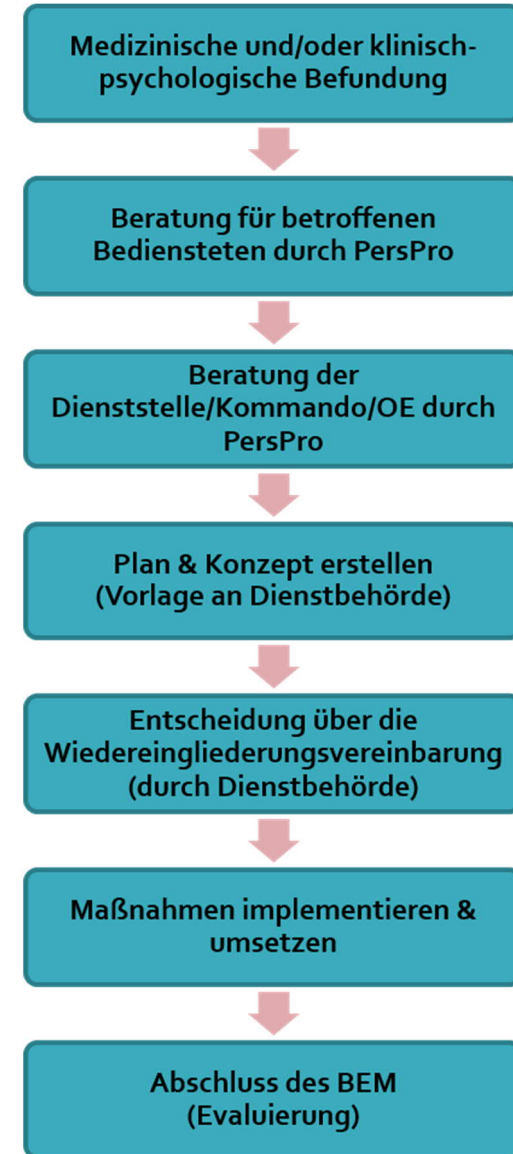 Medizinische und/oder klinisch-
psychologische Befundung
Beratung für betroffenen
Bediensteten durch PersPro
Beratung der
Dienststelle/Kommando/OE durch
PersPro
Plan & Konzept erstellen
(Vorlage an Dienstbehörde)
Entscheidung über die
Wiedereingliederungsvereinbarung
(durch Dienstbehörde)
Maßnahmen implementieren &
umsetzen
Abschluss des BEM
(Evaluierung)